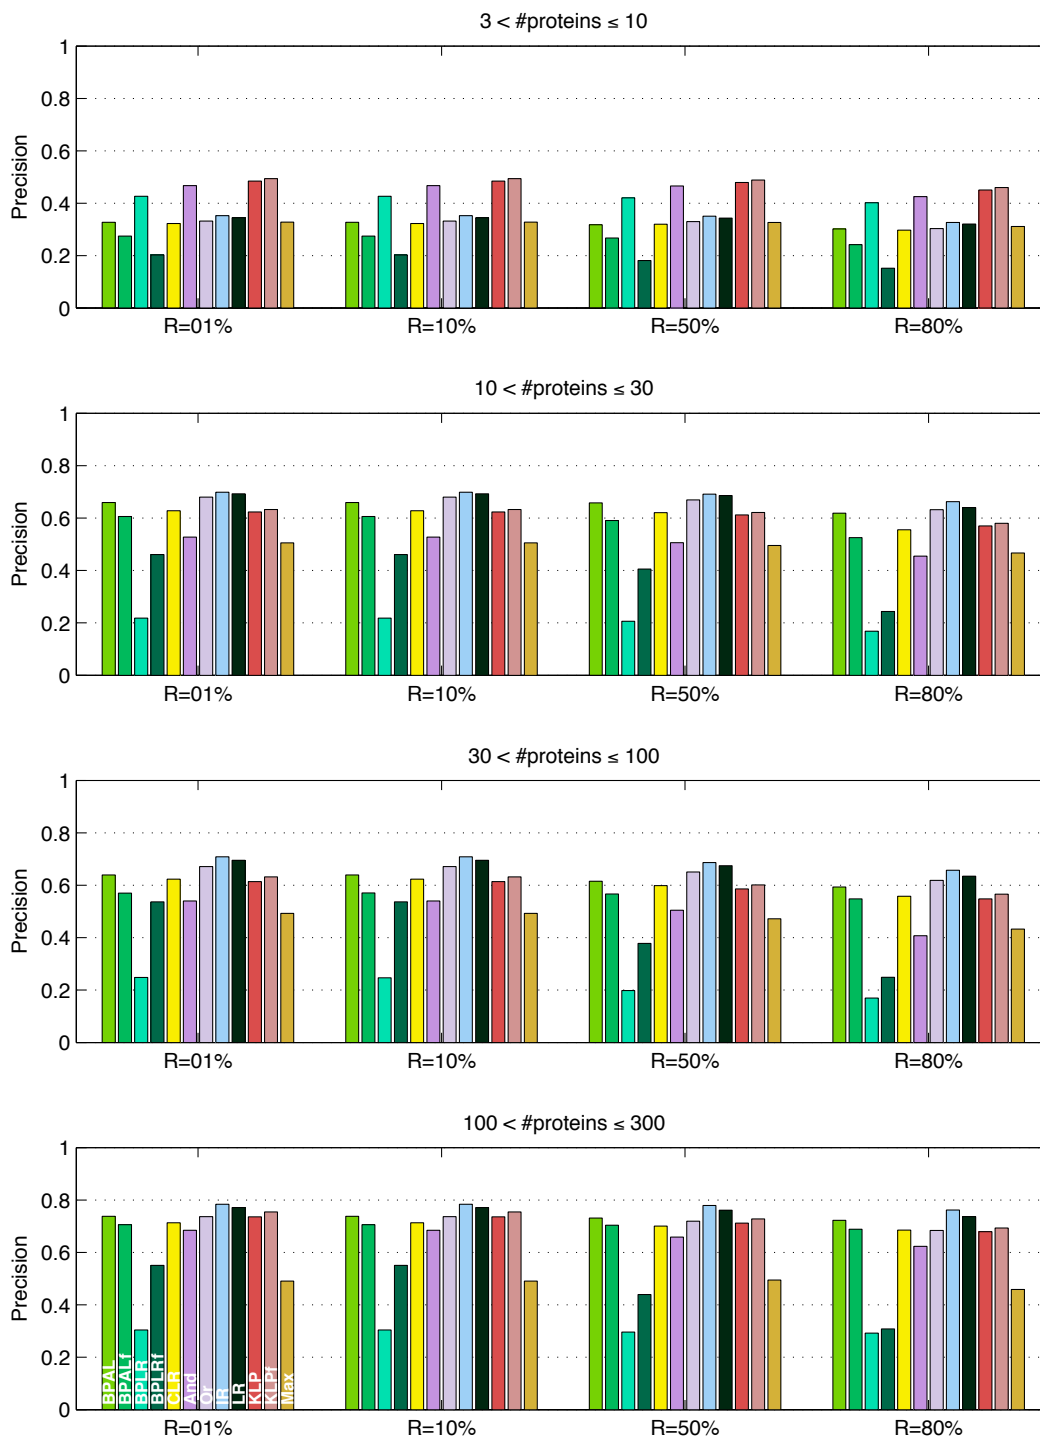 3 < #proteins ≤ 10
1
0.8
0.6
0.4
0.2
0
Precision
R=01% R=10% R=50% R=80%
10 < #proteins ≤ 30
1
0.8
0.6
0.4
0.2
0
Precision
R=01% R=10% R=50% R=80%
30 < #proteins ≤ 100
1
0.8
0.6
0.4
0.2
0
Precision
R=01% R=10% R=50% R=80%
100 < #proteins ≤ 300
1
0.8
0.6
0.4
0.2
0
Precision
BPAL
BPALf
BPLR
BPLRf
CLR
And
Or
IR
LR
KLP
KLPf
Max
R=01% R=10% R=50% R=80%